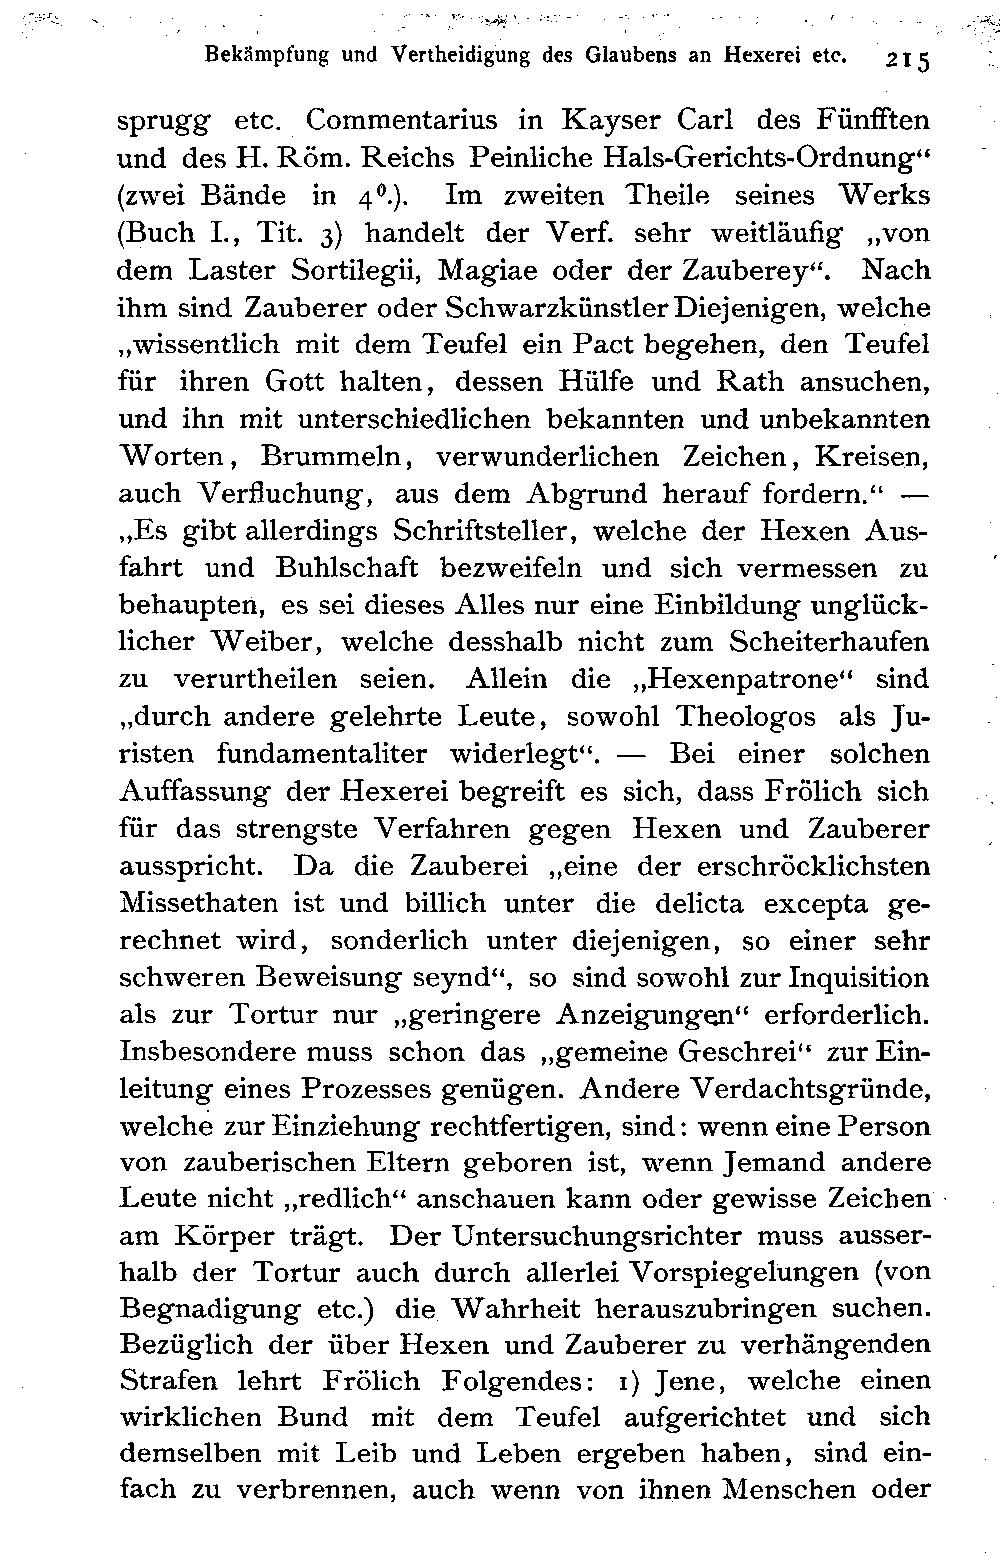 Bekämpfung und Vertheidigung des Glaubens an Hexerei etc. 215
sprugg etc. Commentarius in Kayser Carl des Fünfften
und des H. Röm. Reichs Peinliche Hals-Gerichts-Ordnung“
(zwei Bände in 4⁰.). Im zweiten Theile seines Werks
(Buch I., Tit. 3) handelt der Verf. sehr weitläufig „von
dem Laster Sortilegii, Magiae oder der Zauberey“. Nach
ihm sind Zauberer oder Schwarzkünstler Diejenigen, welche
„wissentlich mit dem Teufel ein Pact begehen, den Teufel
für ihren Gott halten, dessen Hülfe und Rath ansuchen,
und ihn mit unterschiedlichen bekannten und unbekannten
Worten, Brummeln, verwunderlichen Zeichen, Kreisen,
auch Verfluchung, aus dem Abgrund herauf fordern.“ —
„Es gibt allerdings Schriftsteller, welche der Hexen Aus-
fahrt und Buhlschaft bezweifeln und sich vermessen zu
behaupten, es sei dieses Alles nur eine Einbildung unglück-
licher Weiber, welche desshalb nicht zum Scheiterhaufen
zu verurtheilen seien. Allein die „Hexenpatrone“ sind
„durch andere gelehrte Leute, sowohl Theologos als Ju-
risten fundamentaliter widerlegt“. — Bei einer solchen
Auffassung der Hexerei begreift es sich, dass Frölich sich
für das strengste Verfahren gegen Hexen und Zauberer
ausspricht. Da die Zauberei „eine der erschröcklichsten
Missethaten ist und billich unter die delicta excepta ge-
rechnet wird, sonderlich unter diejenigen, so einer sehr
schweren Beweisung seynd“, so sind sowohl zur Inquisition
als zur Tortur nur „geringere Anzeigungen“ erforderlich.
Insbesondere muss schon das „gemeine Geschrei“ zur Ein-
leitung eines Prozesses genügen. Andere Verdachtsgründe,
welche zur Einziehung rechtfertigen, sind: wenn eine Person
von zauberischen Eltern geboren ist, wenn Jemand andere
Leute nicht „redlich“ anschauen kann oder gewisse Zeichen
am Körper trägt. Der Untersuchungsrichter muss ausser-
halb der Tortur auch durch allerlei Vorspiegelungen (von
Begnadigung etc.) die Wahrheit herauszubringen suchen.
Bezüglich der über Hexen und Zauberer zu verhängenden
Strafen lehrt Frölich Folgendes: 1) Jene, welche einen
wirklichen Bund mit dem Teufel aufgerichtet und sich
demselben mit Leib und Leben ergeben haben, sind ein-
fach zu verbrennen, auch wenn von ihnen Menschen oder